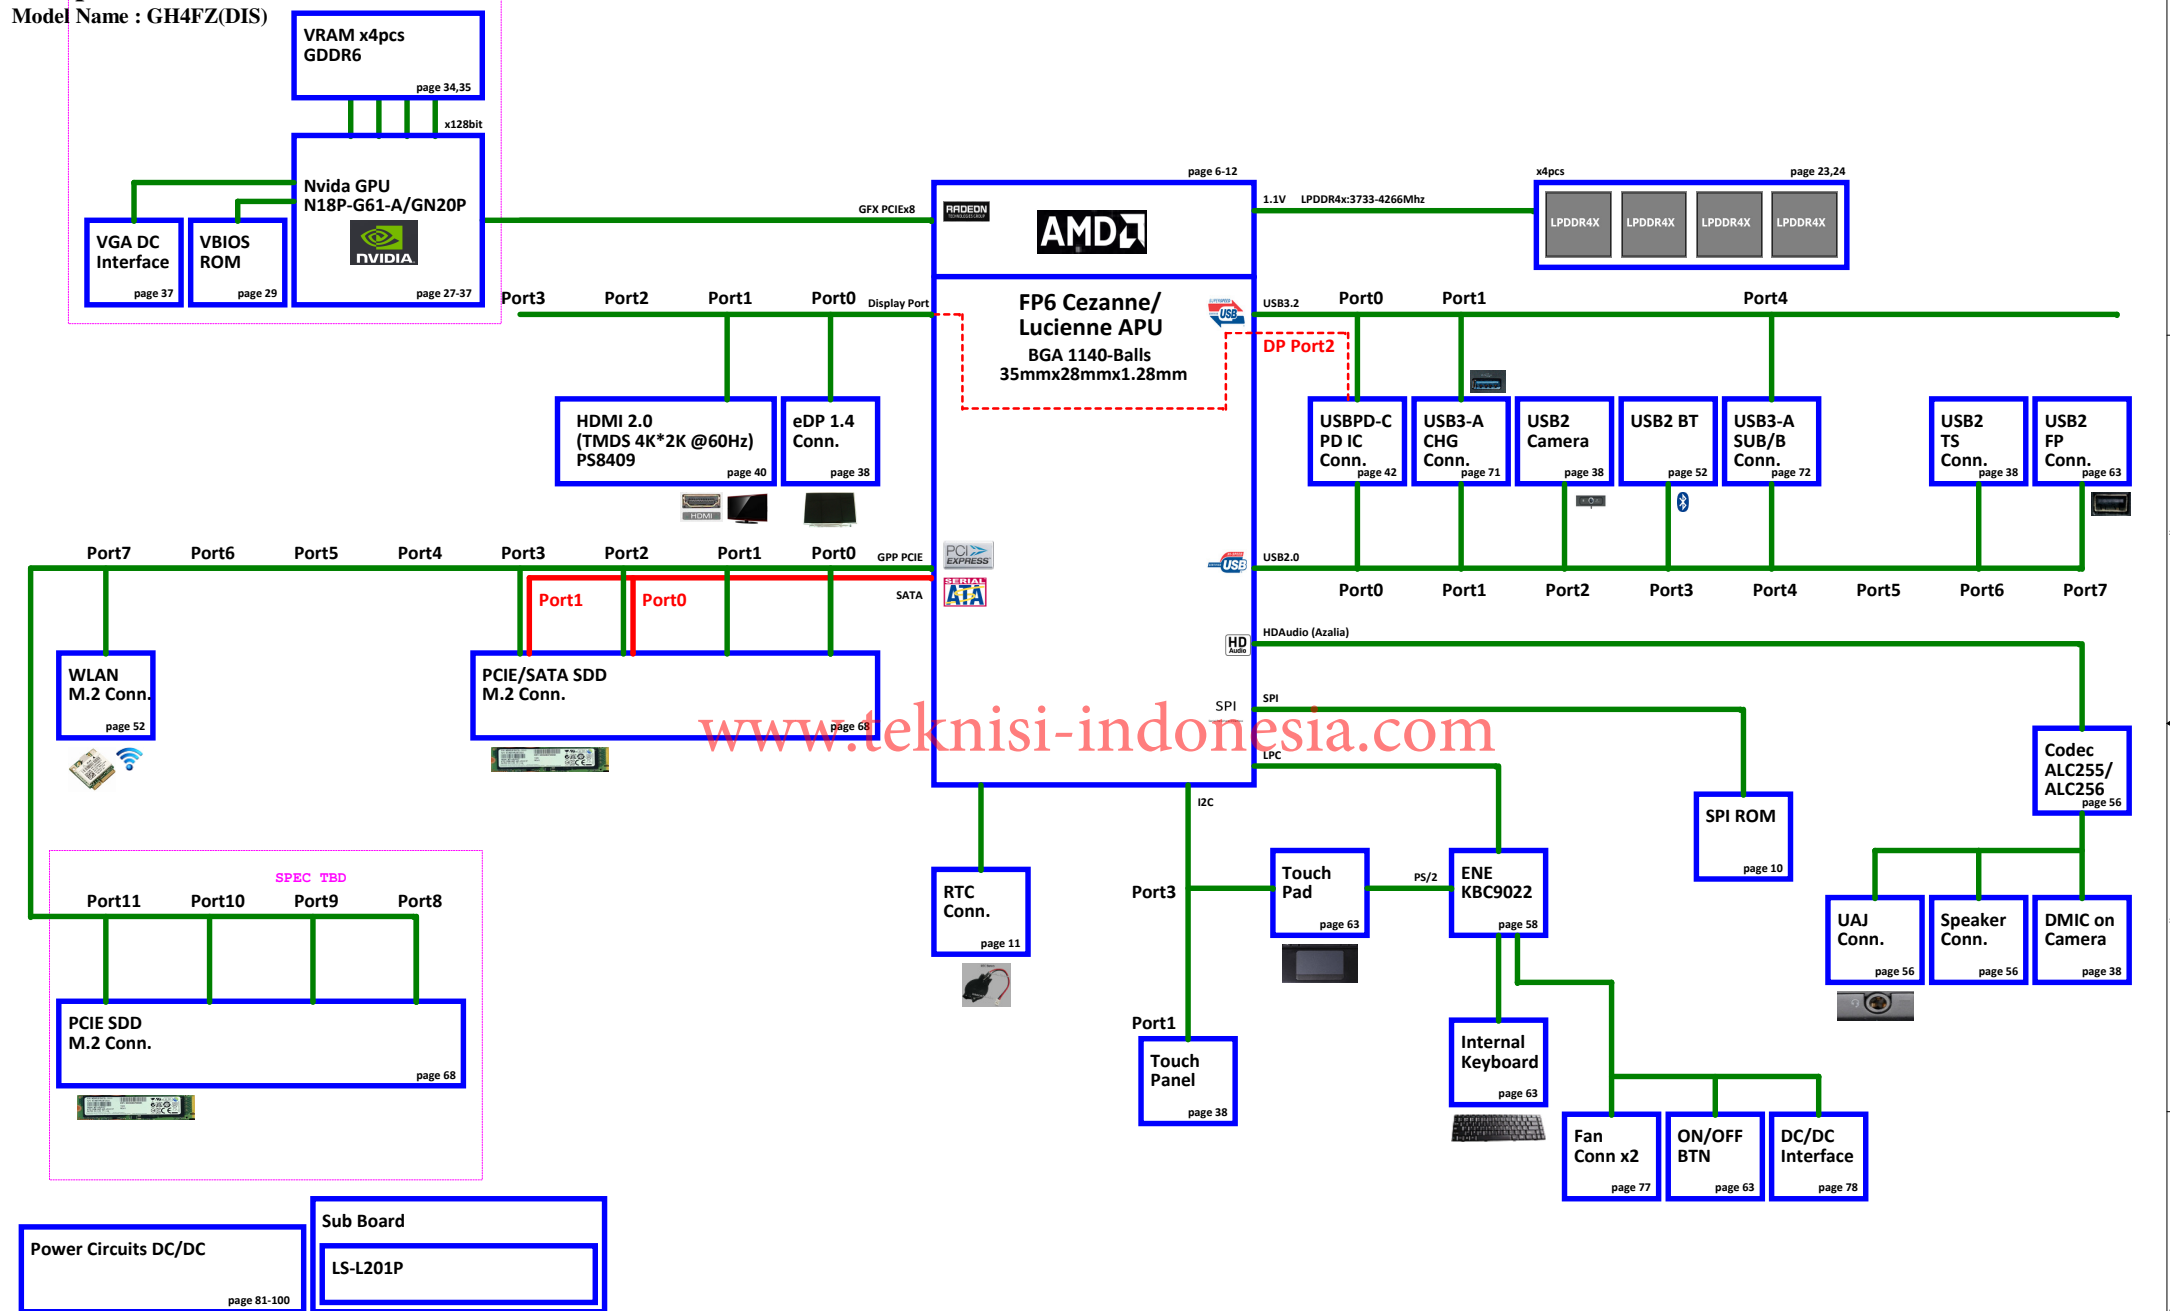 Model Name : GH4FZ(DIS)
VRAM x4pcs
GDDR6
page 34,35
x128bit
Nvida GPU
N18P-G61-A/GN20P
NVIDIA
page 27-37
VGA DC
Interface
page 37
VBIOS
ROM
page 29
GFX PCIEx8
page 6-12
RADEON
AMD
FP6 Cezanne/
Lucienne APU
BGA 1140-Balls
35mmx28mmx1.28mm
1.1V LPDDR4x:3733-4266Mhz
x4pcs
page 23,24
LPDDR4X
LPDDR4X
LPDDR4X
LPDDR4X
Port3 Port2 Port1 Port0
Display Port
HDMI 2.0
(TMDS 4K*2K @60Hz)
PS8409
page 40
HDMI
eDP 1.4
Conn.
page 38
USB
USB3.2
Port0 Port1 Port4
DP Port2
USBPD-C
PD IC
Conn.
page 42
USB3-A
CHG
Conn.
page 71
USB2
Camera
page 38
USB2 BT
page 52
USB3-A
SUB/B
Conn.
page 72
USB2
TS
Conn.
page 38
USB2
FP
Conn.
page 63
USB
USB2.0
Port0 Port1 Port2 Port3 Port4 Port5 Port6 Port7
Port7 Port6 Port5 Port4 Port3 Port2 Port1 Port0
GPP PCIE
PCI
EXPRESS
SATA
SERIAL
ATA
Port1 Port0
WLAN
M.2 Conn.
page 52
PCIE/SATA SDD
M.2 Conn.
page 68
HD
Audio
HDAudio (Azalia)
SPI
SPI
LPC
I2C
www.teknisi-indonesia.com
Codec
ALC255/
ALC256
page 56
SPI ROM
page 10
UAJ
Conn.
page 56
Speaker
Conn.
page 56
DMIC on
Camera
page 38
RTC
Conn.
page 11
Port3
Touch
Pad
page 63
PS/2
ENE
KBC9022
page 58
Port1
Touch
Panel
page 38
Internal
Keyboard
page 63
Fan
Conn x2
page 77
ON/OFF
BTN
page 63
DC/DC
Interface
page 78
SPEC TBD
Port11 Port10 Port9 Port8
PCIE SDD
M.2 Conn.
page 68
Power Circuits DC/DC
page 81-100
Sub Board
LS-L201P